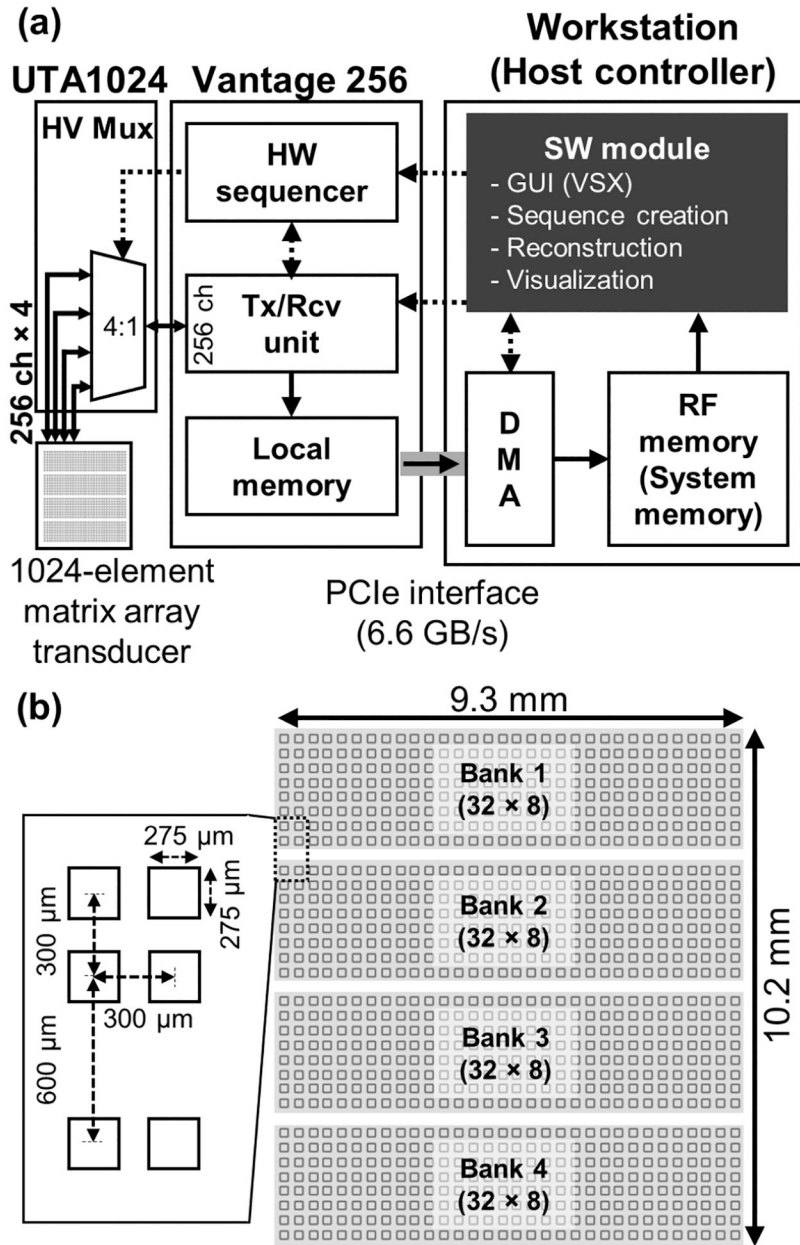 (a)
Workstation
(Host controller)
UTA1024
Vantage 256
HV Mux
HW
sequencer
SW module
- GUI (VSX)
- Sequence creation
- Reconstruction
- Visualization
256 ch × 4
4:1
256 ch
Tx/Rcv
unit
Local
memory
D
M
A
RF
memory
(System
memory)
1024-element
matrix array
transducer
PCIe interface
(6.6 GB/s)
(b)
9.3 mm
10.2 mm
Bank 1
(32 × 8)
Bank 2
(32 × 8)
Bank 3
(32 × 8)
Bank 4
(32 × 8)
275 µm
275 µm
300 µm
300 µm
600 µm